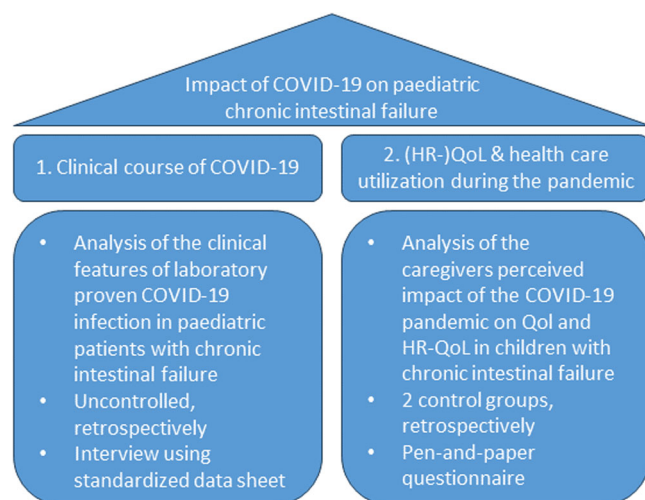 Impact of COVID-19 on paediatric
chronic intestinal failure
1. Clinical course of COVID-19
2. (HR-)QoL & health care
utilization during the pandemic
• Analysis of the clinical
features of laboratory
proven COVID-19
infection in paediatric
patients with chronic
intestinal failure
• Uncontrolled,
retrospectively
• Interview using
standardized data sheet
• Analysis of the
caregivers perceived
impact of the COVID-19
pandemic on Qol and
HR-QoL in children with
chronic intestinal failure
• 2 control groups,
retrospectively
• Pen-and-paper
questionnaire